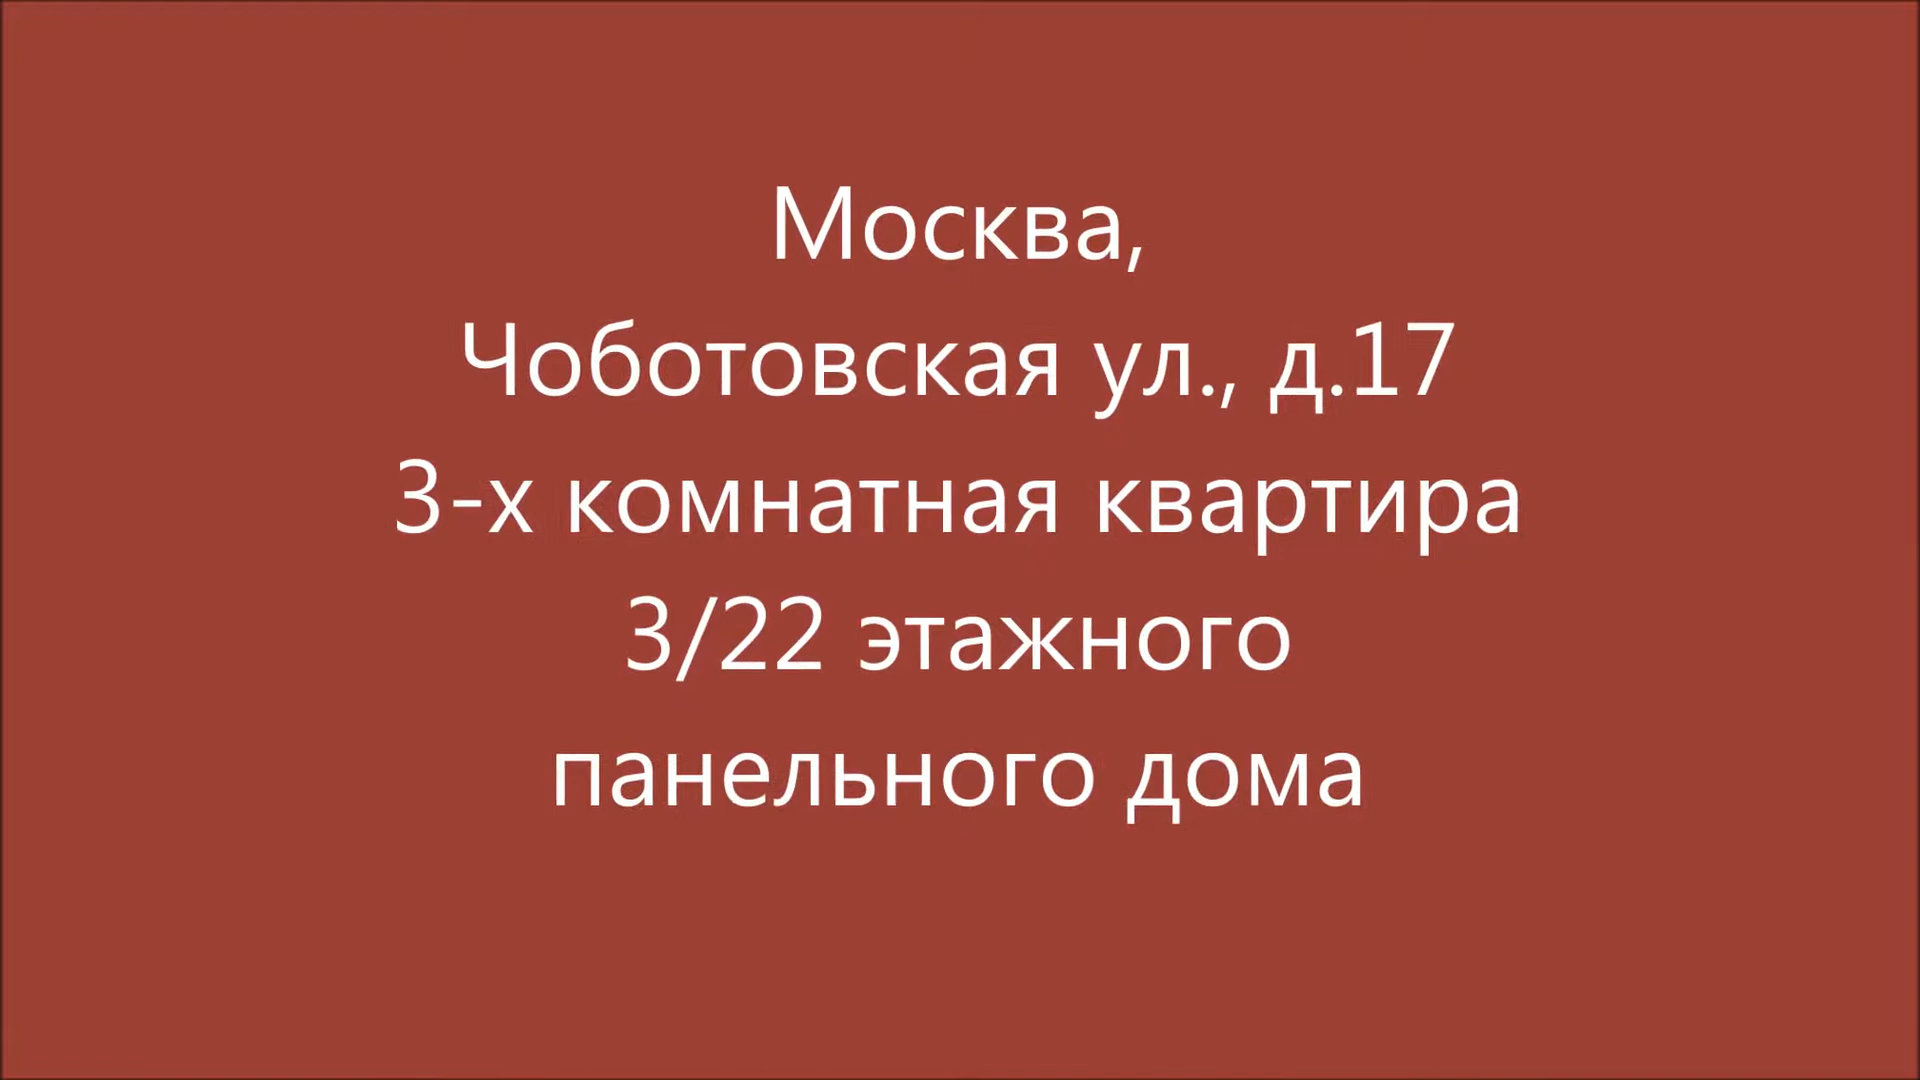 Москва,
Чоботовская ул., д.17
3-х комнатная квартира
3/22 этажного
панельного дома